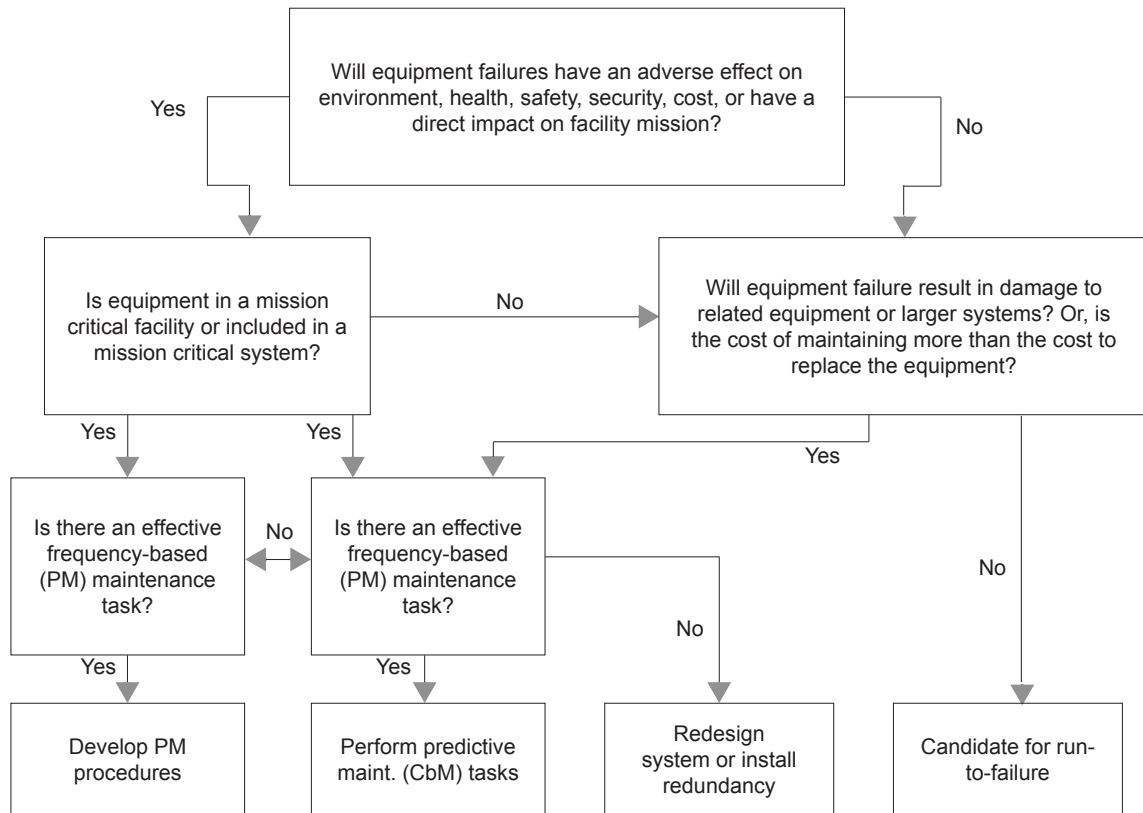 Will equipment failures have an adverse effect on
environment, health, safety, security, cost, or have a
direct impact on facility mission?
Yes
No
Is equipment in a mission
critical facility or included in a
mission critical system?
No
Will equipment failure result in damage to
related equipment or larger systems? Or, is
the cost of maintaining more than the cost to
replace the equipment?
Yes
Yes
Yes
Is there an effective
frequency-based
(PM) maintenance
task?
No
Is there an effective
frequency-based
(PM) maintenance
task?
No
No
Yes
Yes
Develop PM
procedures
Perform predictive
maint. (CbM) tasks
Redesign
system or install
redundancy
Candidate for run-
to-failure